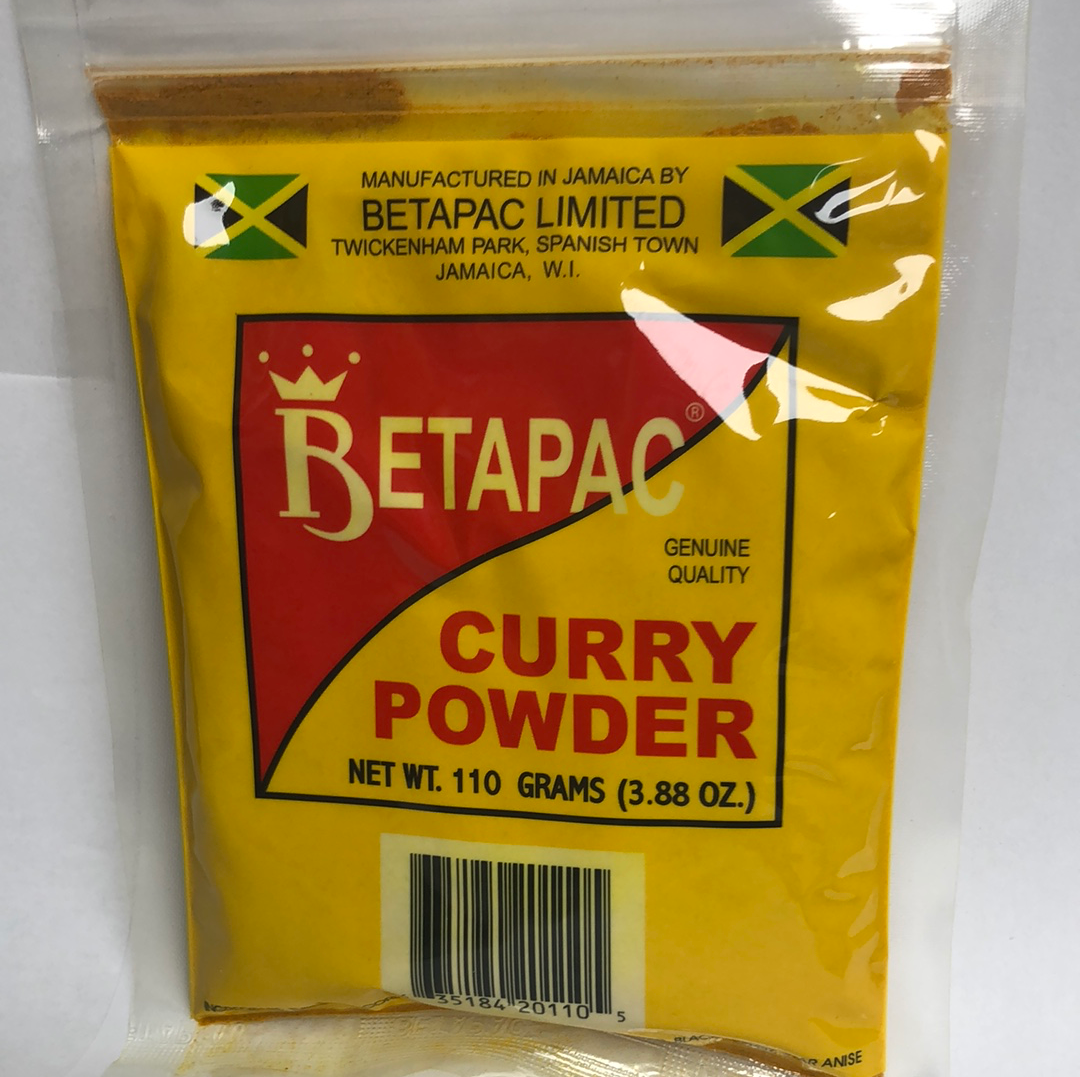 MANUFACTURED IN JAMAICA BY
BETAPAC LIMITED
TWICKENHAM PARK, SPANISH TOWN
JAMAICA, W.I.
BETAPAC®
GENUINE
QUALITY
CURRY
POWDER
NET WT. 110 GRAMS (3.88 OZ.)
35184 20110 5
ANISE